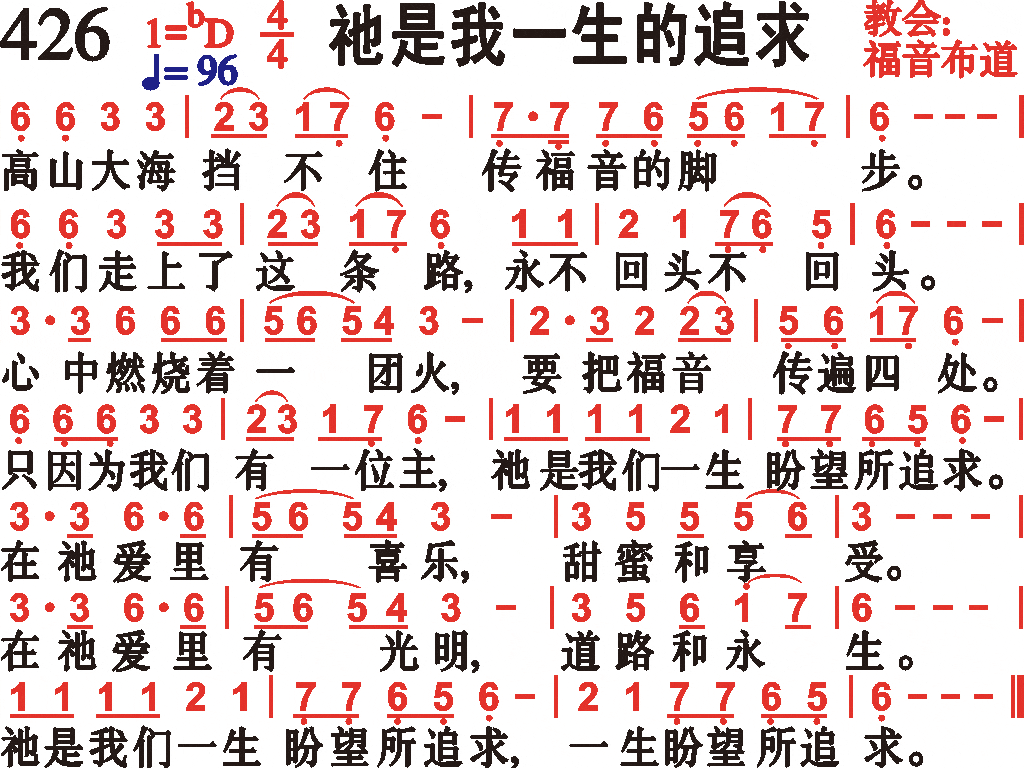 426 1=bD 4/4 祂是我一生的追求 教会:
♩=96 福音布道
6 6 3 3 | 2 3 1 7 6 - | 7·7 7 6 5 6 1 7 | 6 - - - |
高山大海 挡 不 住 传福音的脚 步。
6 6 3 3 3 | 2 3 1 7 6 1 1 | 2 1 7 6 5 | 6 - - - |
我们走上了 这 条 路, 永不 回头不 回 头。
3·3 6 6 6 | 5 6 5 4 3 - | 2·3 2 2 3 | 5 6 1 7 6 - |
心 中燃烧着 一 团火, 要 把福音 传遍四 处。
6 6 6 3 3 | 2 3 1 7 6 - | 1 1 1 1 2 1 | 7 7 6 5 6 - |
只因为我们 有 一位主, 祂是我们一生 盼望所追求。
3·3 6·6 | 5 6 5 4 3 - | 3 5 5 5 6 | 3 - - - |
在祂爱里 有 喜乐, 甜蜜和享 受。
3·3 6·6 | 5 6 5 4 3 - | 3 5 6 1 7 | 6 - - - |
在祂爱里 有 光明, 道路和永 生。
1 1 1 1 2 1 | 7 7 6 5 6 - | 2 1 7 7 6 5 | 6 - - - ‖
祂是我们一生 盼望所追求, 一生盼望所追 求。